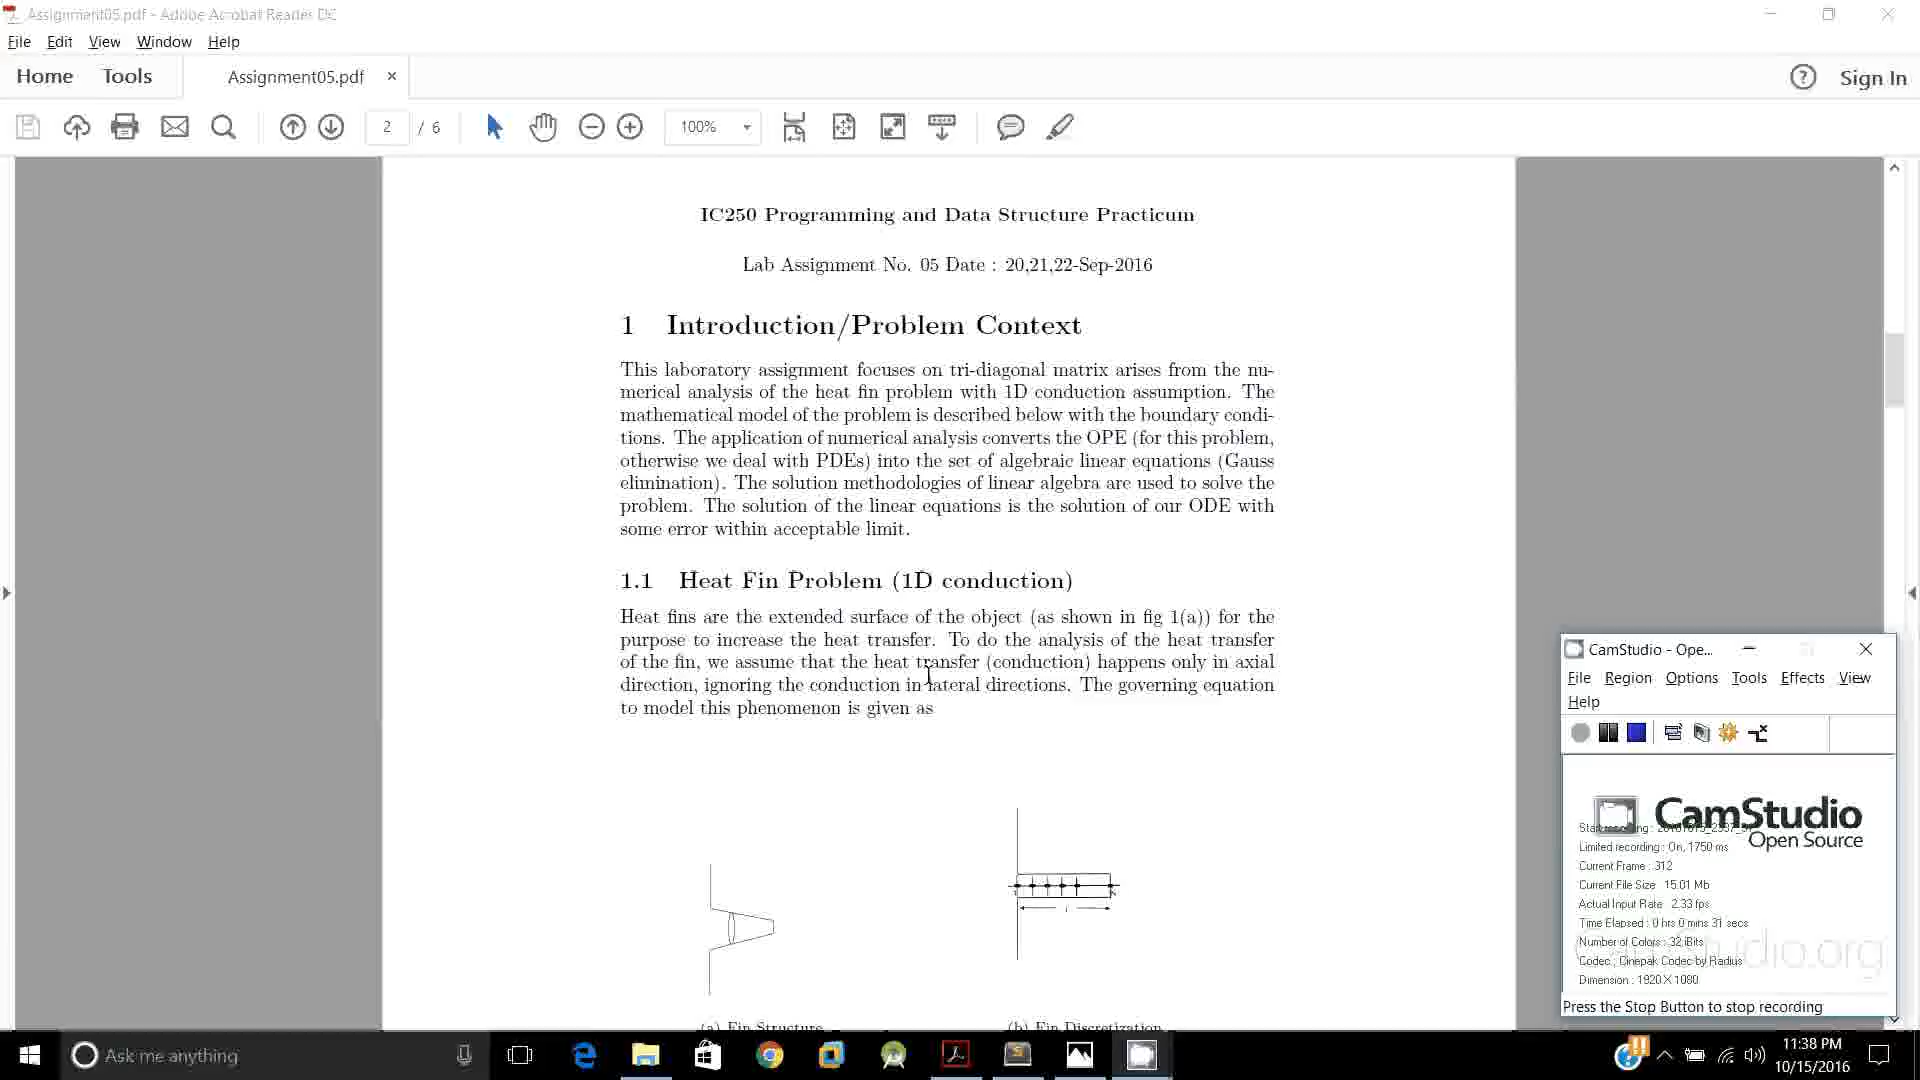 Assignment05.pdf - Adobe Acrobat Reader DC
File Edit View Window Help
Home Tools Assignment05.pdf × ? Sign In
2 / 6 100%
IC250 Programming and Data Structure Practicum
Lab Assignment No. 05 Date : 20,21,22-Sep-2016
1 Introduction/Problem Context
This laboratory assignment focuses on tri-diagonal matrix arises from the nu-
merical analysis of the heat fin problem with 1D conduction assumption. The
mathematical model of the problem is described below with the boundary condi-
tions. The application of numerical analysis converts the OPE (for this problem,
otherwise we deal with PDEs) into the set of algebraic linear equations (Gauss
elimination). The solution methodologies of linear algebra are used to solve the
problem. The solution of the linear equations is the solution of our ODE with
some error within acceptable limit.
1.1 Heat Fin Problem (1D conduction)
Heat fins are the extended surface of the object (as shown in fig 1(a)) for the
purpose to increase the heat transfer. To do the analysis of the heat transfer
of the fin, we assume that the heat transfer (conduction) happens only in axial
direction, ignoring the conduction in lateral directions. The governing equation
to model this phenomenon is given as
(a) Fin Structure (b) Fin Discretization
CamStudio - Ope...
File Region Options Tools Effects View
Help
CamStudio
Open Source
Start recording :
Limited recording : On, 1750 ms
Current Frame : 312
Current File Size 15.01 Mb
Actual Input Rate 2.33 fps
Time Elapsed : 0 hrs 0 mins 31 secs
Number of Colors : 32 Bits
Codec : Cinepak Codec by Radius
Dimension : 1920 X 1080
Press the Stop Button to stop recording
Ask me anything
11:38 PM
10/15/2016